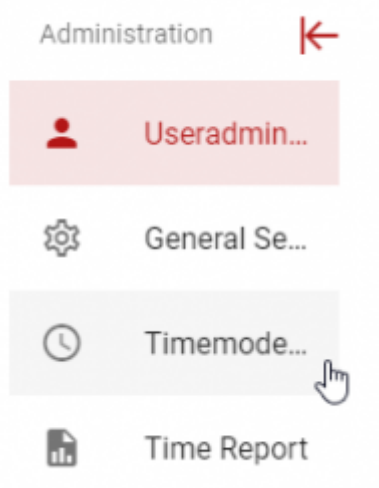 Administration
Useradmin...
General Se...
Timemode...
Time Report